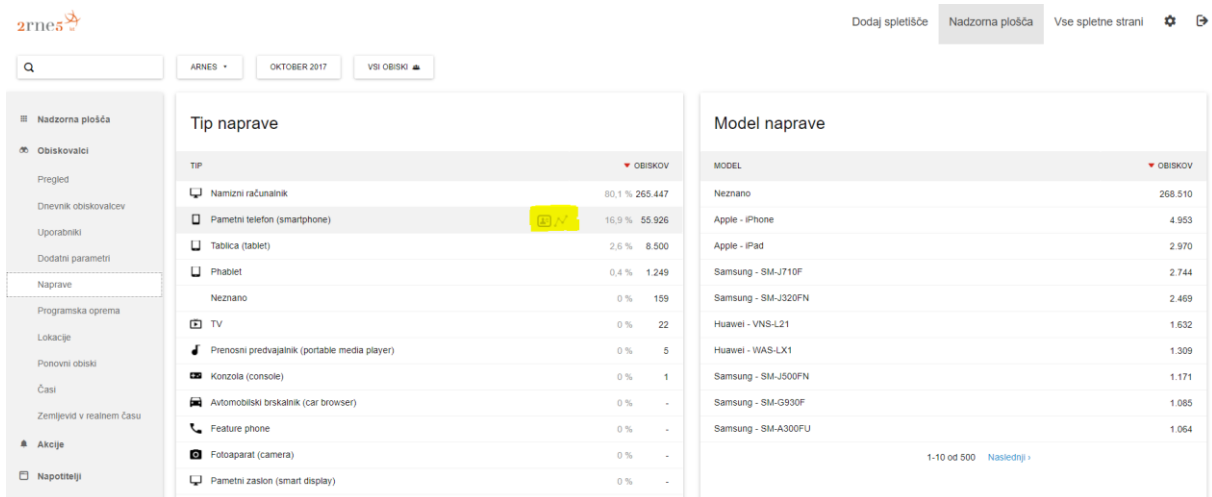 2rne5
Dodaj spletišče Nadzorna plošča Vse spletne strani
ARNES OKTOBER 2017 VSI OBISKI
Nadzorna plošča
Obiskovalci
Pregled
Dnevnik obiskovalcev
Uporabniki
Dodatni parametri
Naprave
Programska oprema
Lokacije
Ponovni obiski
Časi
Zemljevid v realnem času
Akcije
Napotitelji
Tip naprave
TIP OBISKOV
Namizni računalnik 80,1 % 265.447
Pametni telefon (smartphone) 16,9 % 55.926
Tablica (tablet) 2,6 % 8.500
Phablet 0,4 % 1.249
Neznano 0 % 159
TV 0 % 22
Prenosni predvajalnik (portable media player) 0 % 5
Konzola (console) 0 % 1
Avtomobilski brskalnik (car browser) 0 % -
Feature phone 0 % -
Fotoaparat (camera) 0 % -
Pametni zaslon (smart display) 0 % -
Model naprave
MODEL OBISKOV
Neznano 268.510
Apple - iPhone 4.953
Apple - iPad 2.970
Samsung - SM-J710F 2.744
Samsung - SM-J320FN 2.469
Huawei - VNS-L21 1.632
Huawei - WAS-LX1 1.309
Samsung - SM-J500FN 1.171
Samsung - SM-G930F 1.085
Samsung - SM-A300FU 1.064
1-10 od 500 Naslednji ›